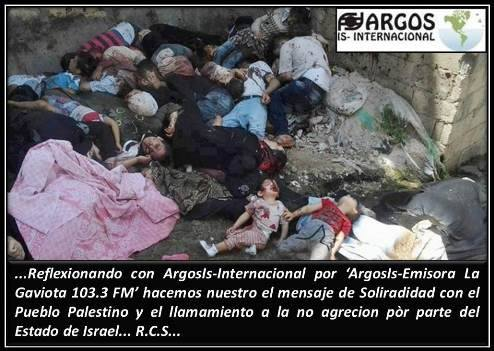 ARGOS
IS- INTERNACIONAL
...Reflexionando con ArgosIs-Internacional por ‘ArgosIs-Emisora La
Gaviota 103.3 FM’ hacemos nuestro el mensaje de Soliradidad con el
Pueblo Palestino y el llamamiento a la no agrecion pòr parte del
Estado de Israel... R.C.S...